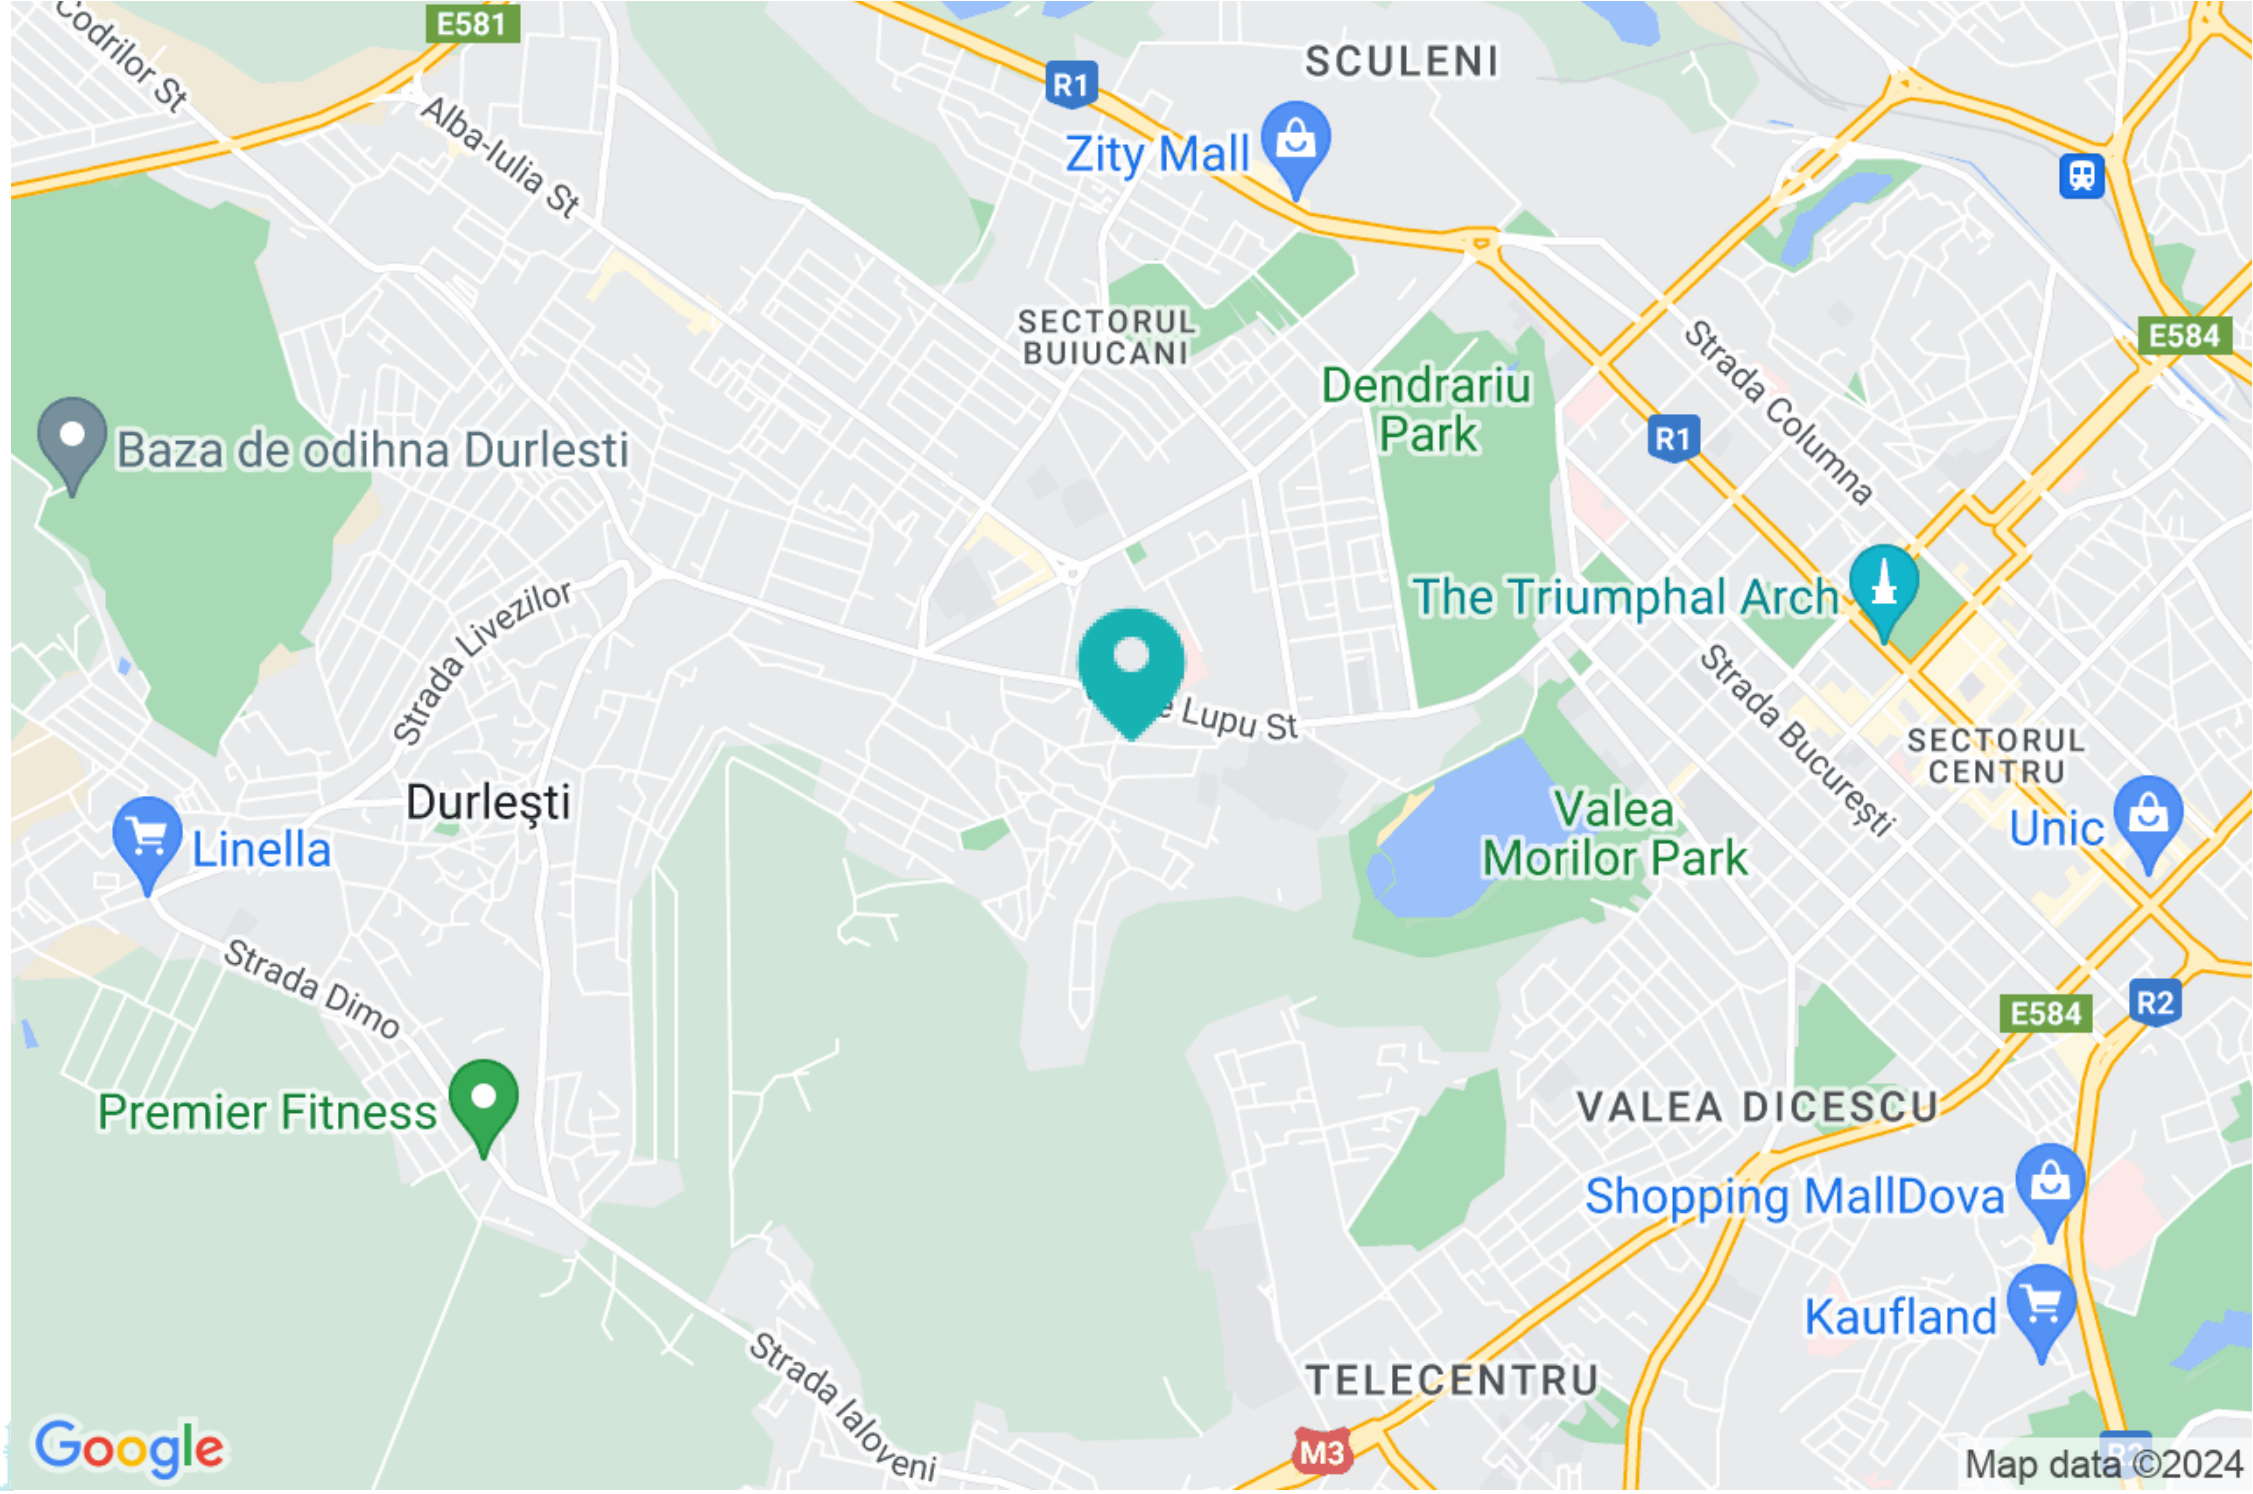 Codrilor St
E581
SCULENI
R1
Alba-Iulia St
Zity Mall
SECTORUL
BUIUCANI
E584
Strada Columna
Dendrariu
Park
R1
Baza de odihna Durlesti
The Triumphal Arch
Strada Livezilor
Lupu St
Strada București
SECTORUL
CENTRU
Durleşti
Valea
Morilor Park
Unic
Linella
Strada Dimo
E584
R2
Premier Fitness
VALEA DICESCU
Shopping MallDova
Kaufland
Strada Ialoveni
TELECENTRU
M3
R2
Google
Map data ©2024